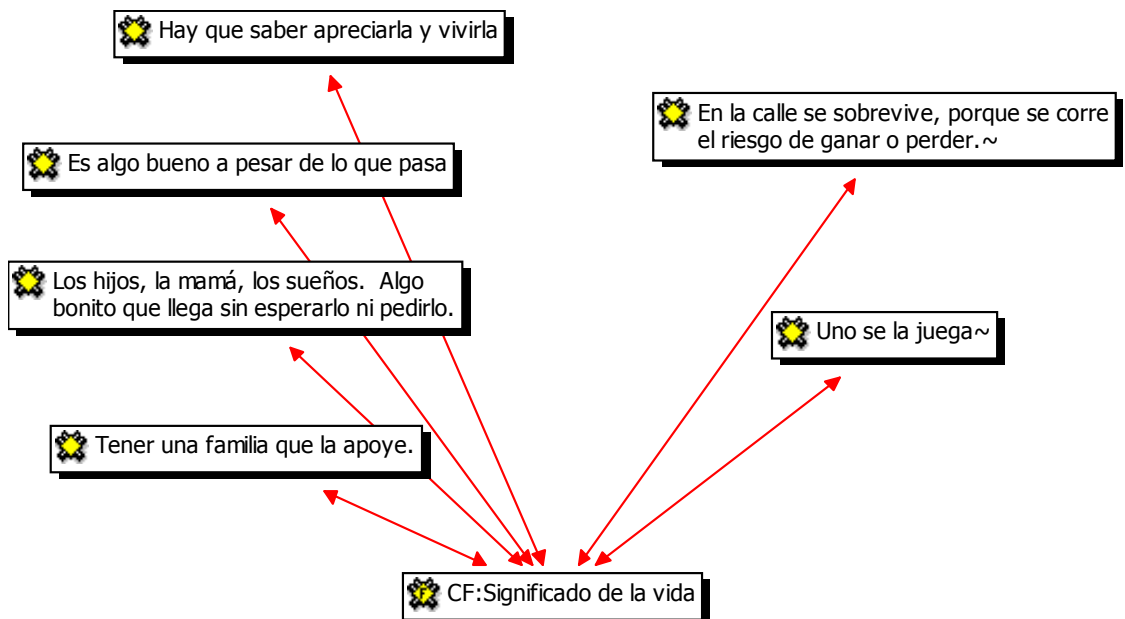 Hay que saber apreciarla y vivirla
En la calle se sobrevive, porque se corre
el riesgo de ganar o perder.~
Es algo bueno a pesar de lo que pasa
Los hijos, la mamá, los sueños.  Algo
bonito que llega sin esperarlo ni pedirlo.
Uno se la juega~
Tener una familia que la apoye.
CF:Significado de la vida